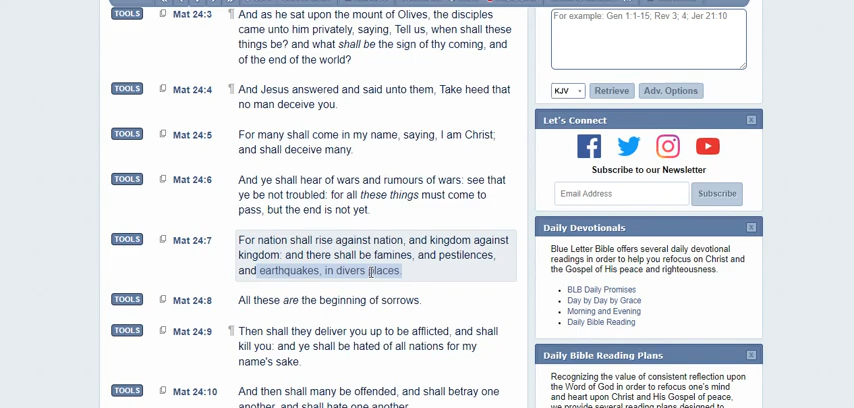 TOOLS Mat 24:3 ¶ And as he sat upon the mount of Olives, the disciples
came unto him privately, saying, Tell us, when shall these
things be? and what shall be the sign of thy coming, and
of the end of the world?
TOOLS Mat 24:4 ¶ And Jesus answered and said unto them, Take heed that
no man deceive you.
TOOLS Mat 24:5 For many shall come in my name, saying, I am Christ;
and shall deceive many.
TOOLS Mat 24:6 And ye shall hear of wars and rumours of wars: see that
ye be not troubled: for all these things must come to
pass, but the end is not yet.
TOOLS Mat 24:7 For nation shall rise against nation, and kingdom against
kingdom: and there shall be famines, and pestilences,
and earthquakes, in divers places.
TOOLS Mat 24:8 All these are the beginning of sorrows.
TOOLS Mat 24:9 ¶ Then shall they deliver you up to be afflicted, and shall
kill you: and ye shall be hated of all nations for my
name's sake.
TOOLS Mat 24:10 And then shall many be offended, and shall betray one
another, and shall hate one another.
For example: Gen 1:1-15; Rev 3; 4; Jer 21:10
KJV Retrieve Adv. Options
Let's Connect x
Subscribe to our Newsletter
Email Address Subscribe
Daily Devotionals x
Blue Letter Bible offers several daily devotional
readings in order to help you refocus on Christ and
the Gospel of His peace and righteousness.
• BLB Daily Promises
• Day by Day by Grace
• Morning and Evening
• Daily Bible Reading
Daily Bible Reading Plans x
Recognizing the value of consistent reflection upon
the Word of God in order to refocus one's mind
and heart upon Christ and His Gospel of peace,
we provide several reading plans designed to